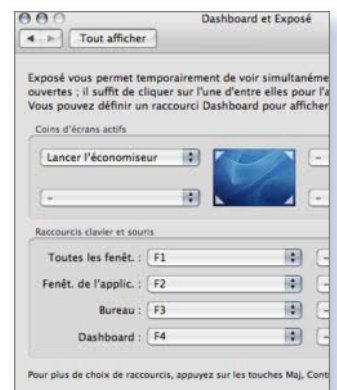 Dashboard et Exposé
Tout afficher
Exposé vous permet temporairement de voir simultanéme
ouvertes ; il suffit de cliquer sur l'une d'entre elles pour l'a
Vous pouvez définir un raccourci Dashboard pour afficher
Coins d'écrans actifs
Lancer l'économiseur -
- -
Raccourcis clavier et souris
Toutes les fenêt. : F1 -
Fenêt. de l'applic. : F2 -
Bureau : F3 -
Dashboard : F4 -
Pour plus de choix de raccourcis, appuyez sur les touches Maj, Cont